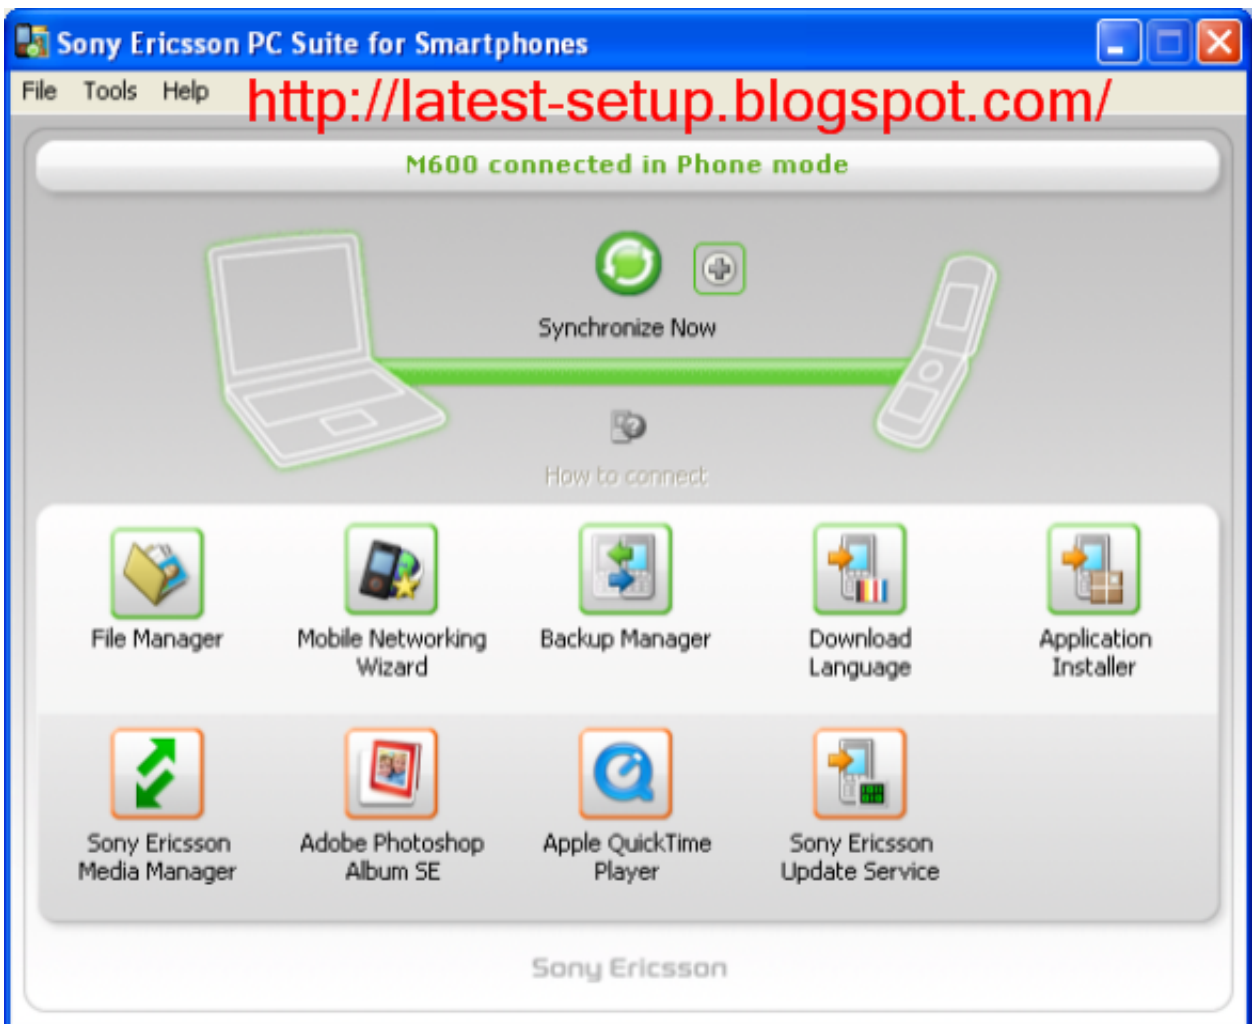 Sony Ericsson PC Suite for Smartphones
File Tools Help
http://latest-setup.blogspot.com/
M600 connected in Phone mode
Synchronize Now
How to connect
File Manager
Mobile Networking
Wizard
Backup Manager
Download
Language
Application
Installer
Sony Ericsson
Media Manager
Adobe Photoshop
Album SE
Apple QuickTime
Player
Sony Ericsson
Update Service
Sony Ericsson